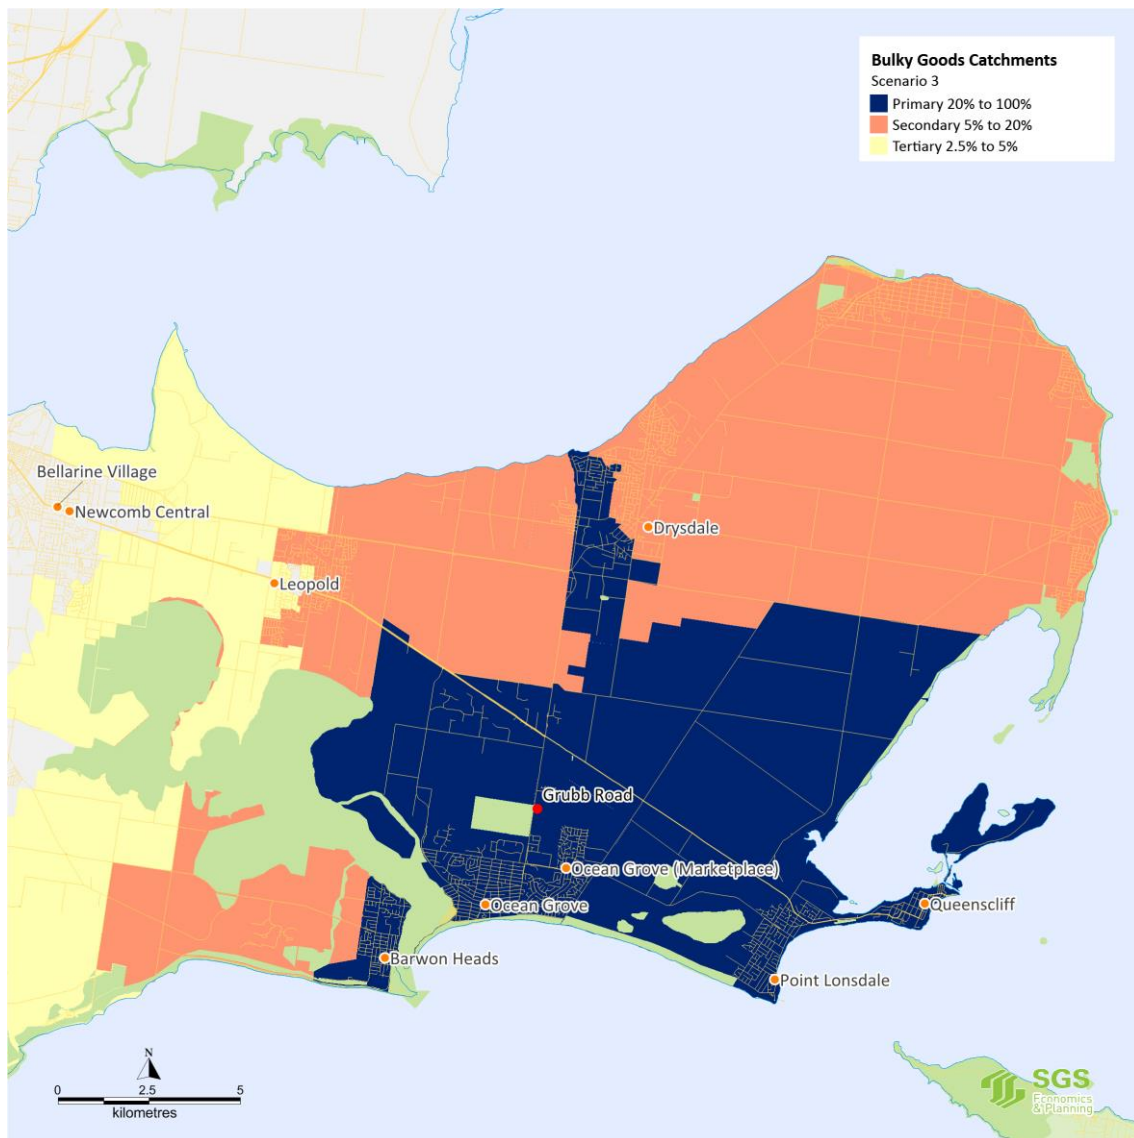 Bulky Goods Catchments
Scenario 3
Primary 20% to 100%
Secondary 5% to 20%
Tertiary 2.5% to 5%
Bellarine Village
Newcomb Central
Drysdale
Leopold
Grubb Road
Ocean Grove (Marketplace)
Ocean Grove
Queenscliff
Barwon Heads
Point Lonsdale
N
0 2.5 5
kilometres
SGS
Economics
& Planning